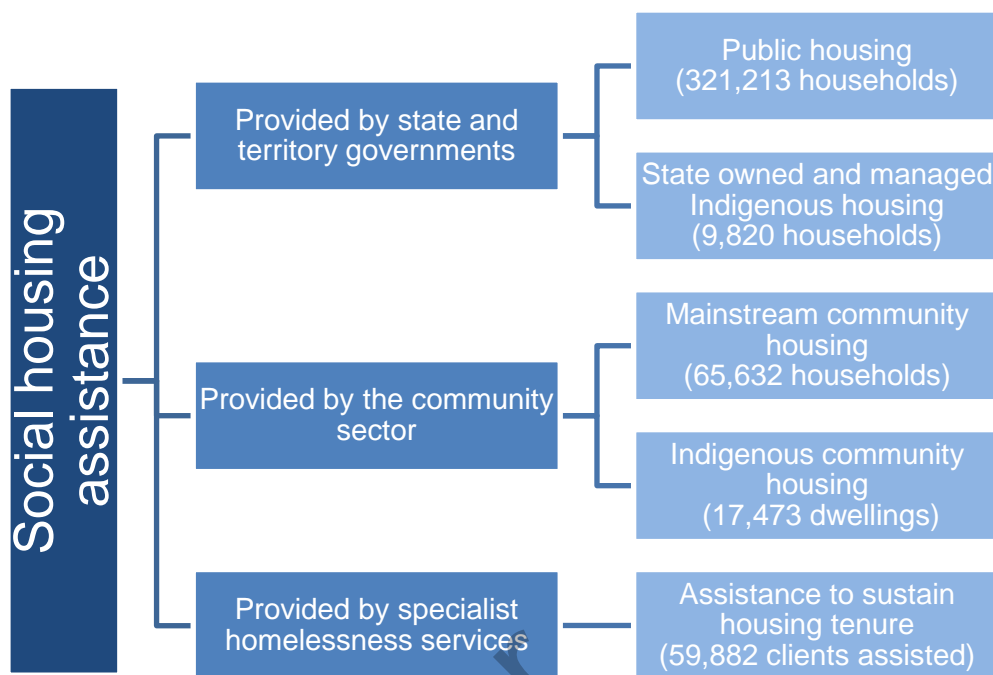 Social housing
assistance
Provided by state and
territory governments
Public housing
(321,213 households)
State owned and managed
Indigenous housing
(9,820 households)
Provided by the community
sector
Mainstream community
housing
(65,632 households)
Indigenous community
housing
(17,473 dwellings)
Provided by specialist
homelessness services
Assistance to sustain
housing tenure
(59,882 clients assisted)
r